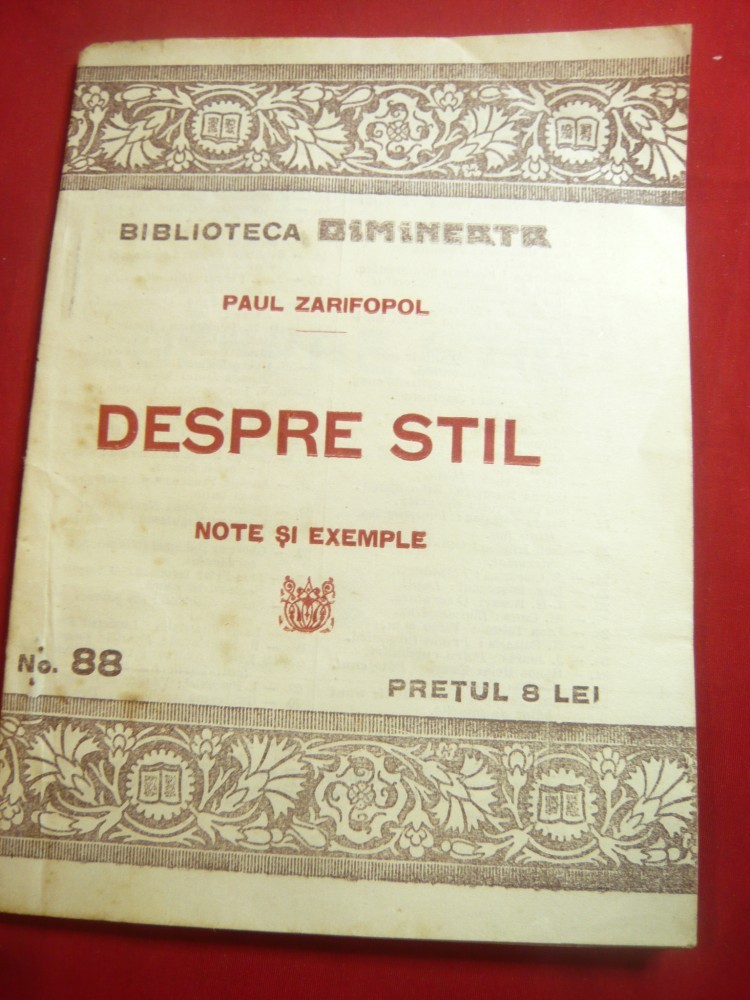 BIBLIOTECA DIMINEAȚA
PAUL ZARIFOPOL
DESPRE STIL
NOTE ȘI EXEMPLE
No. 88
PREȚUL 8 LEI